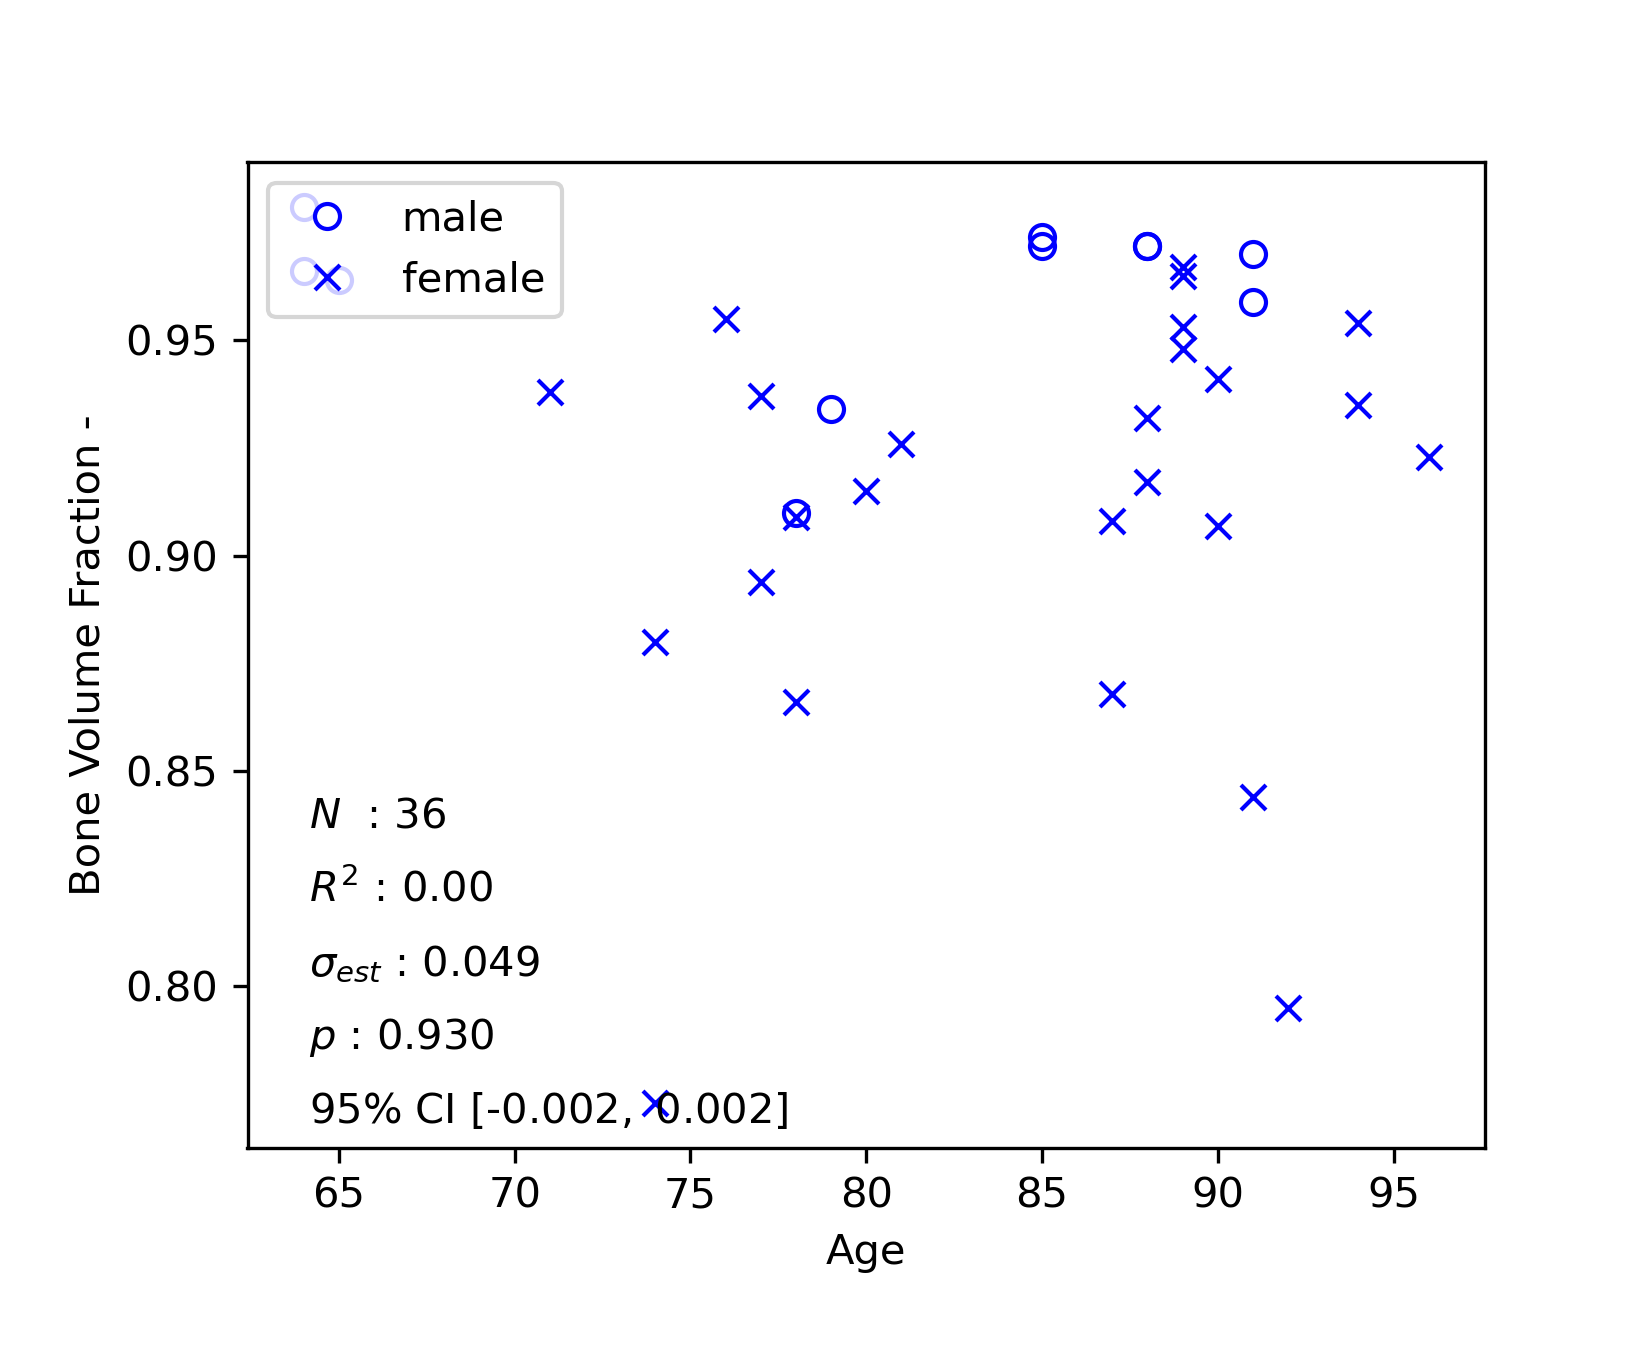 male
female
0.95
0.90
0.85
0.80
Bone Volume Fraction -
N : 36
R² : 0.00
σest : 0.049
p : 0.930
95% CI [-0.002, 0.002]
65 70 75 80 85 90 95
Age